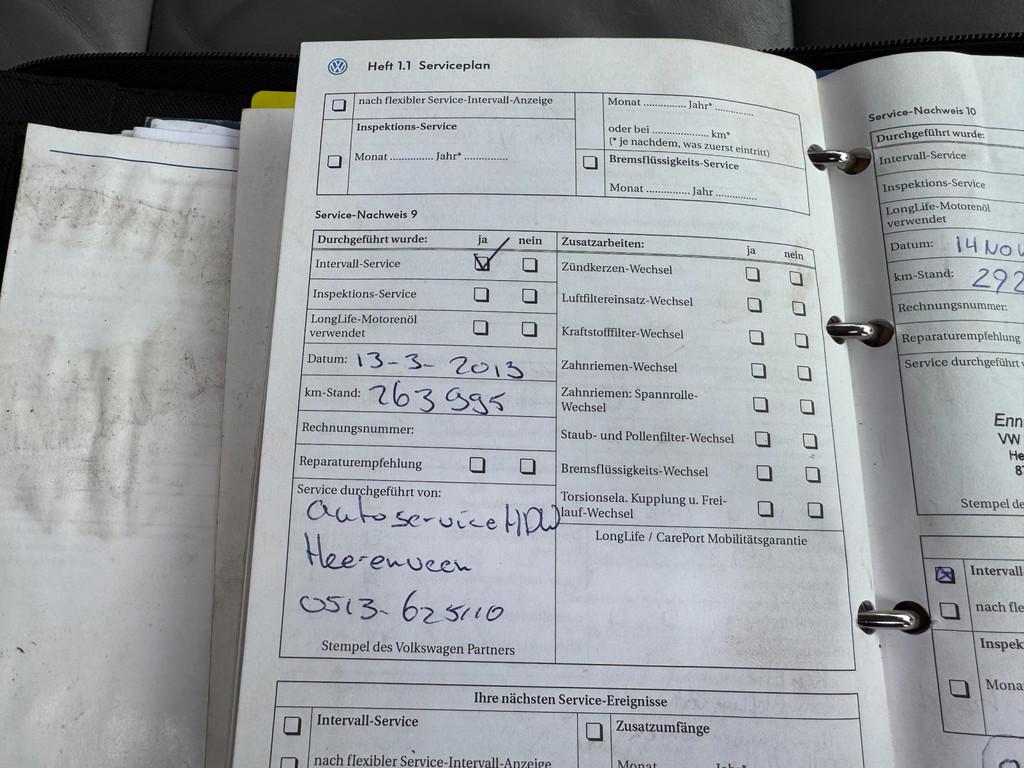 Heft 1.1 Serviceplan
nach flexibler Service-Intervall-Anzeige
Inspektions-Service
Monat .............. Jahr* ..............
Monat .............. Jahr* ..............
oder bei .................. km*
(* je nachdem, was zuerst eintritt)
Bremsflüssigkeits-Service
Monat .............. Jahr ..............
Service-Nachweis 9
Durchgeführt wurde: ja nein
Intervall-Service
Inspektions-Service
LongLife-Motorenöl
verwendet
Datum: 13-3-2013
km-Stand: 263995
Rechnungsnummer:
Reparaturempfehlung
Service durchgeführt von:
autoservice HDW
Heerenveen
0513-625110
Stempel des Volkswagen Partners
Zusatzarbeiten: ja nein
Zündkerzen-Wechsel
Luftfiltereinsatz-Wechsel
Kraftstofffilter-Wechsel
Zahnriemen-Wechsel
Zahnriemen: Spannrolle-
Wechsel
Staub- und Pollenfilter-Wechsel
Bremsflüssigkeits-Wechsel
Torsionsela. Kupplung u. Frei-
lauf-Wechsel
LongLife / CarePort Mobilitätsgarantie
Ihre nächsten Service-Ereignisse
Intervall-Service
nach flexibler Service-Intervall-Anzeige
Zusatzumfänge
Monat Jahr*
Service-Nachweis 10
Durchgeführt wurde:
Intervall-Service
Inspektions-Service
LongLife-Motorenöl
verwendet
Datum: 14 NOV
km-Stand: 292
Rechnungsnummer:
Reparaturempfehlung
Service durchgeführt
Enn
VW
He
8
Stempel de
Intervall-
nach fle
Inspek
Mona